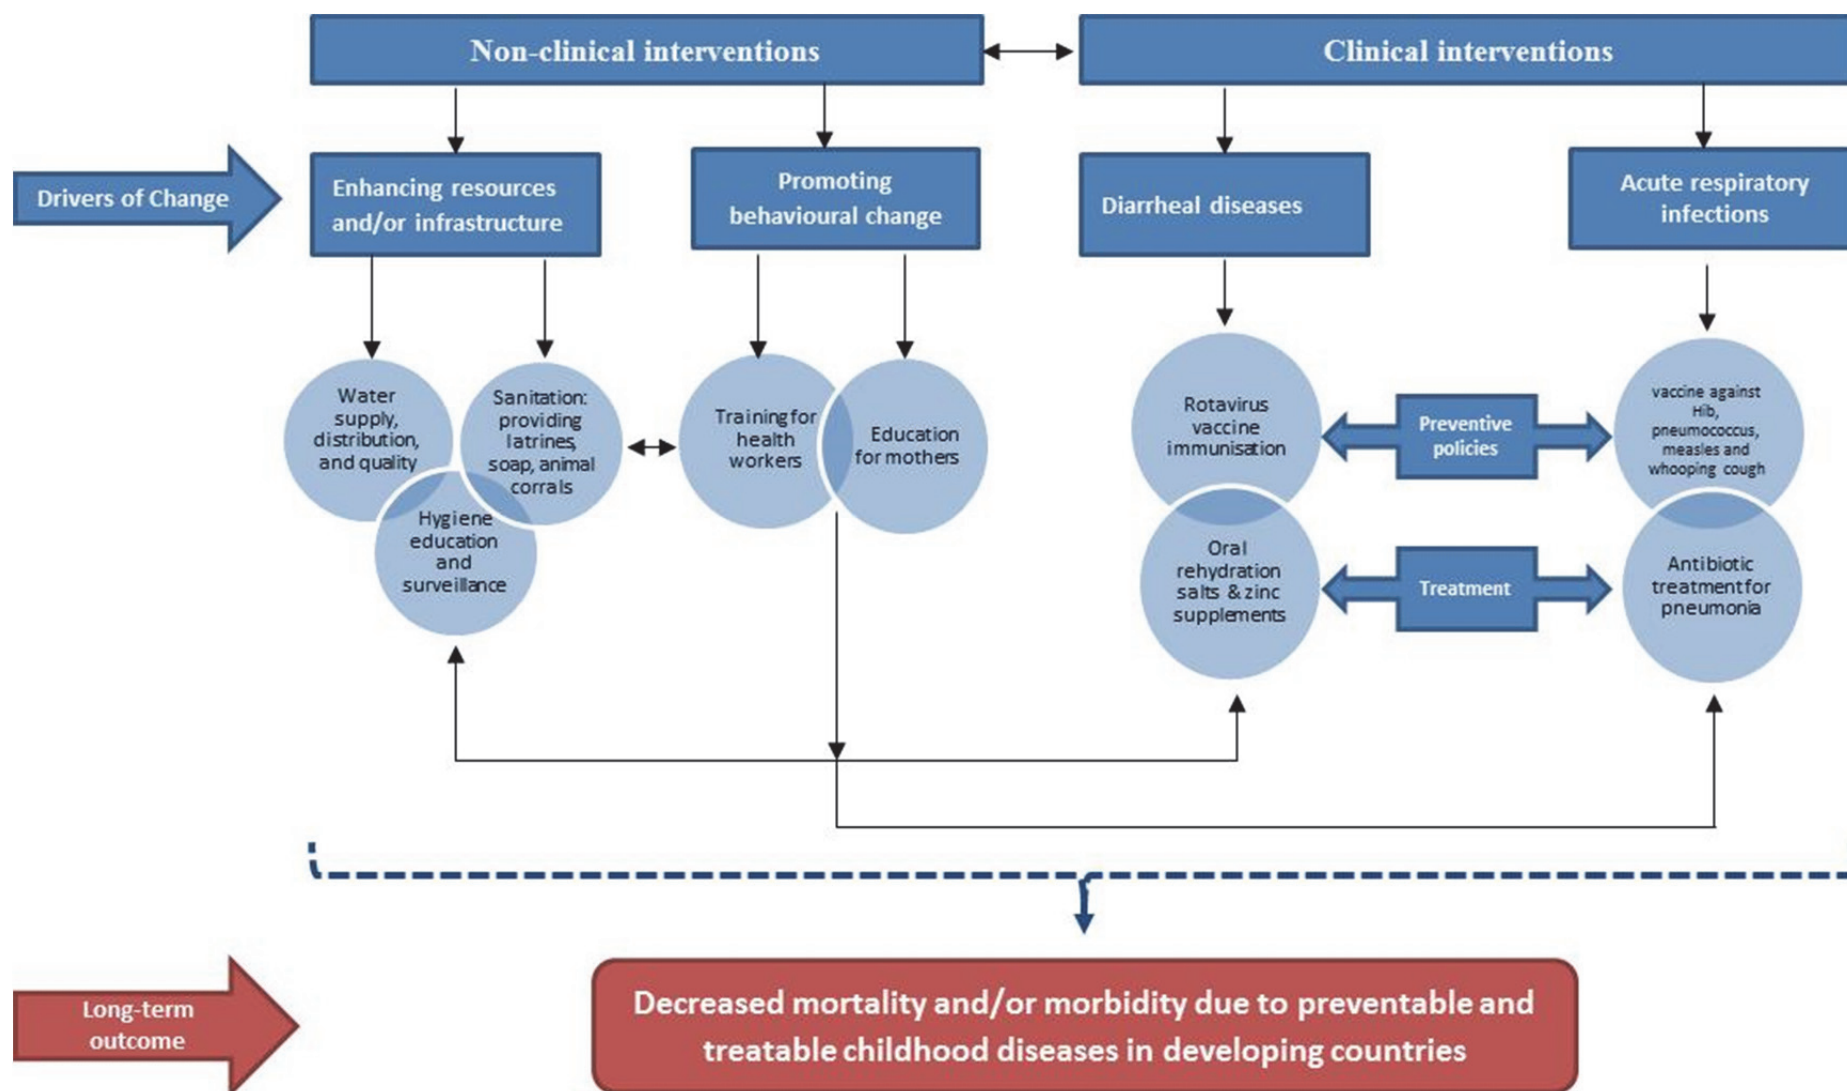 Non-clinical interventions
Clinical interventions
Drivers of Change
Enhancing resources
and/or infrastructure
Promoting
behavioural change
Diarrheal diseases
Acute respiratory
infections
Water
supply,
distribution,
and quality
Sanitation:
providing
latrines,
soap, animal
corrals
Hygiene
education
and
surveillance
Training for
health
workers
Education
for mothers
Rotavirus
vaccine
immunisation
Preventive
policies
vaccine against
Hib,
pneumococcus,
measles and
whooping cough
Oral
rehydration
salts & zinc
supplements
Treatment
Antibiotic
treatment for
pneumonia
Long-term
outcome
Decreased mortality and/or morbidity due to preventable and
treatable childhood diseases in developing countries